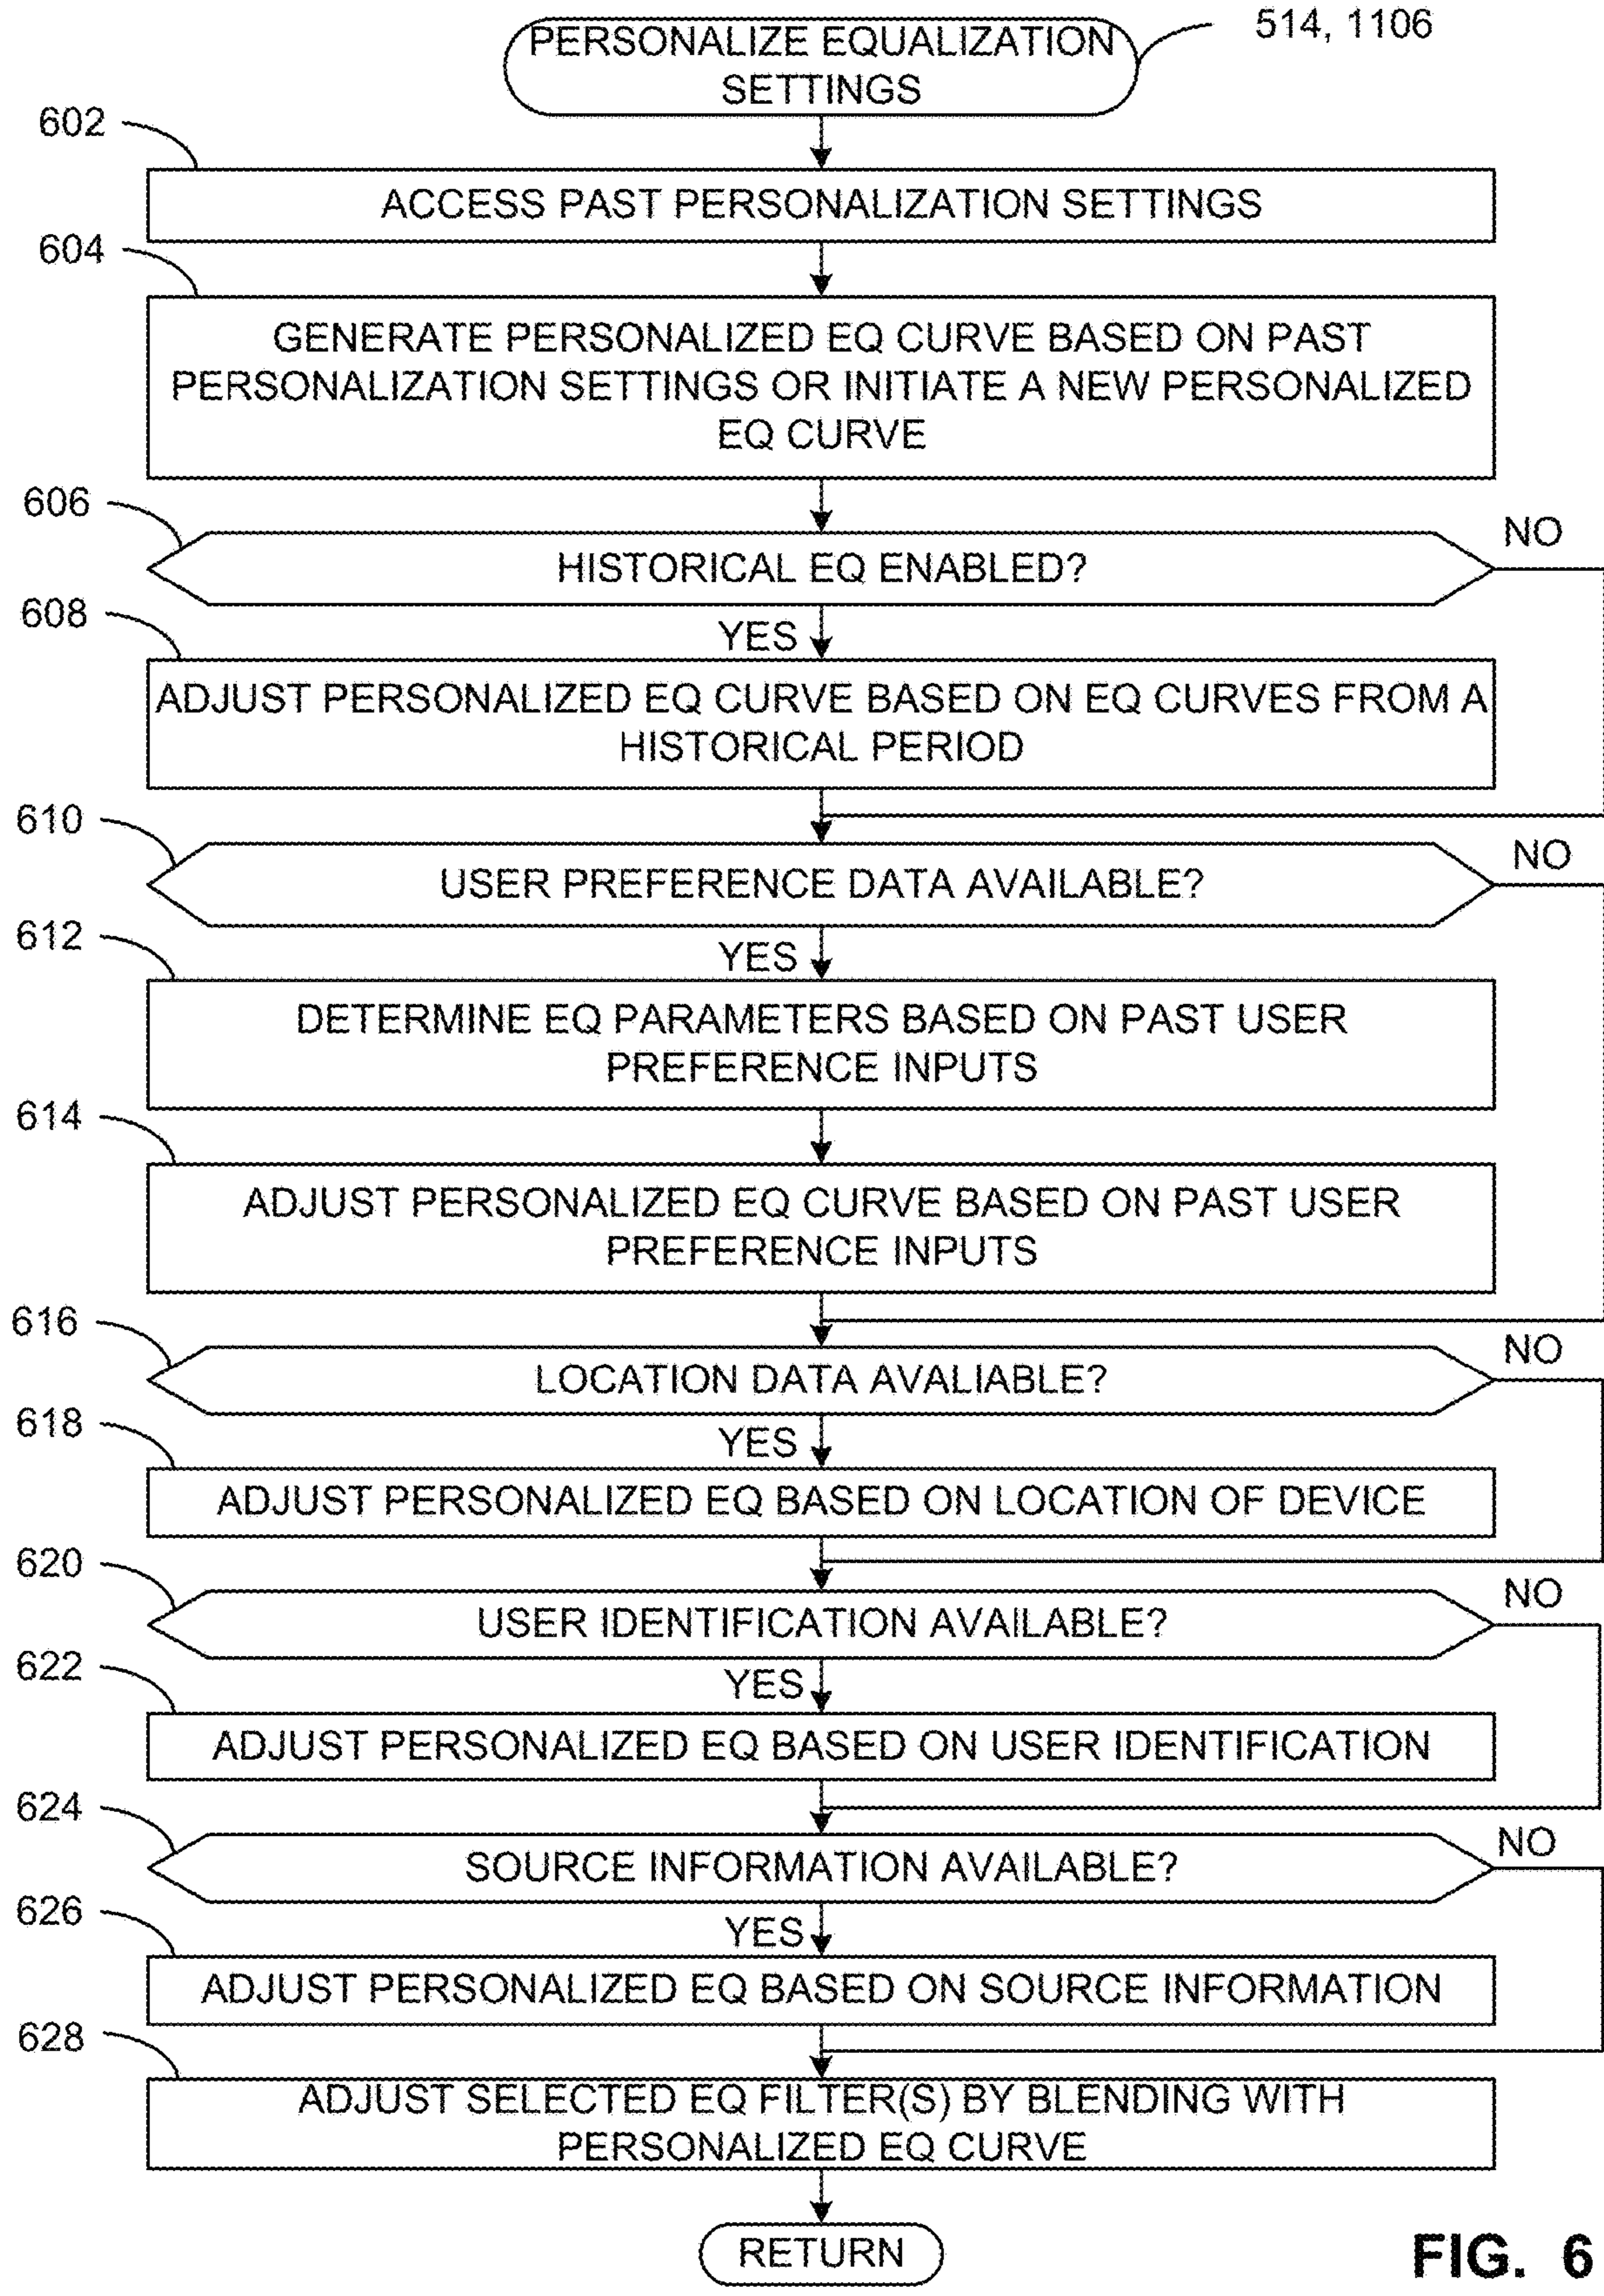 PERSONALIZE EQUALIZATION
SETTINGS
514, 1106
602
ACCESS PAST PERSONALIZATION SETTINGS
604
GENERATE PERSONALIZED EQ CURVE BASED ON PAST
PERSONALIZATION SETTINGS OR INITIATE A NEW PERSONALIZED
EQ CURVE
606
HISTORICAL EQ ENABLED?
NO
YES
608
ADJUST PERSONALIZED EQ CURVE BASED ON EQ CURVES FROM A
HISTORICAL PERIOD
610
USER PREFERENCE DATA AVAILABLE?
NO
YES
612
DETERMINE EQ PARAMETERS BASED ON PAST USER
PREFERENCE INPUTS
614
ADJUST PERSONALIZED EQ CURVE BASED ON PAST USER
PREFERENCE INPUTS
616
LOCATION DATA AVALIABLE?
NO
YES
618
ADJUST PERSONALIZED EQ BASED ON LOCATION OF DEVICE
620
USER IDENTIFICATION AVAILABLE?
NO
YES
622
ADJUST PERSONALIZED EQ BASED ON USER IDENTIFICATION
624
SOURCE INFORMATION AVAILABLE?
NO
YES
626
ADJUST PERSONALIZED EQ BASED ON SOURCE INFORMATION
628
ADJUST SELECTED EQ FILTER(S) BY BLENDING WITH
PERSONALIZED EQ CURVE
RETURN
FIG. 6